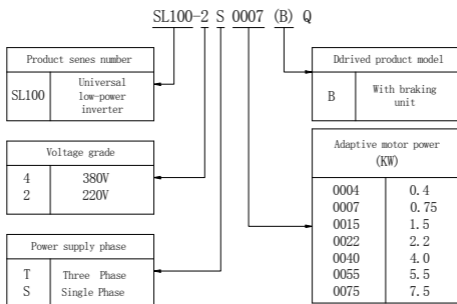 SL100-2 S 0007 (B) Q
Product senes number
SL100 Universal low-power inverter
Voltage grade
4 380V
2 220V
Power supply phase
T Three Phase
S Single Phase
Ddrived product model
B With braking unit
Adaptive motor power (KW)
0004 0.4
0007 0.75
0015 1.5
0022 2.2
0040 4.0
0055 5.5
0075 7.5